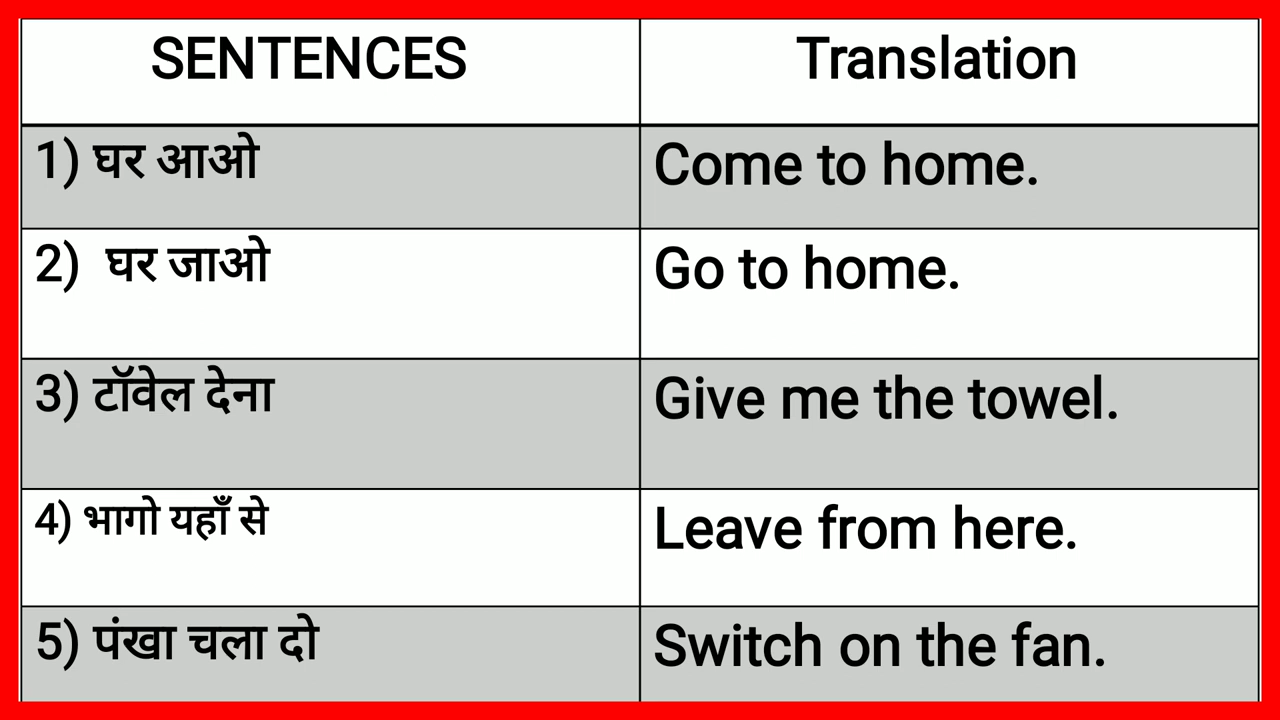 SENTENCES Translation
1) घर आओ Come to home.
2) घर जाओ Go to home.
3) टॉवेल देना Give me the towel.
4) भागो यहाँ से Leave from here.
5) पंखा चला दो Switch on the fan.